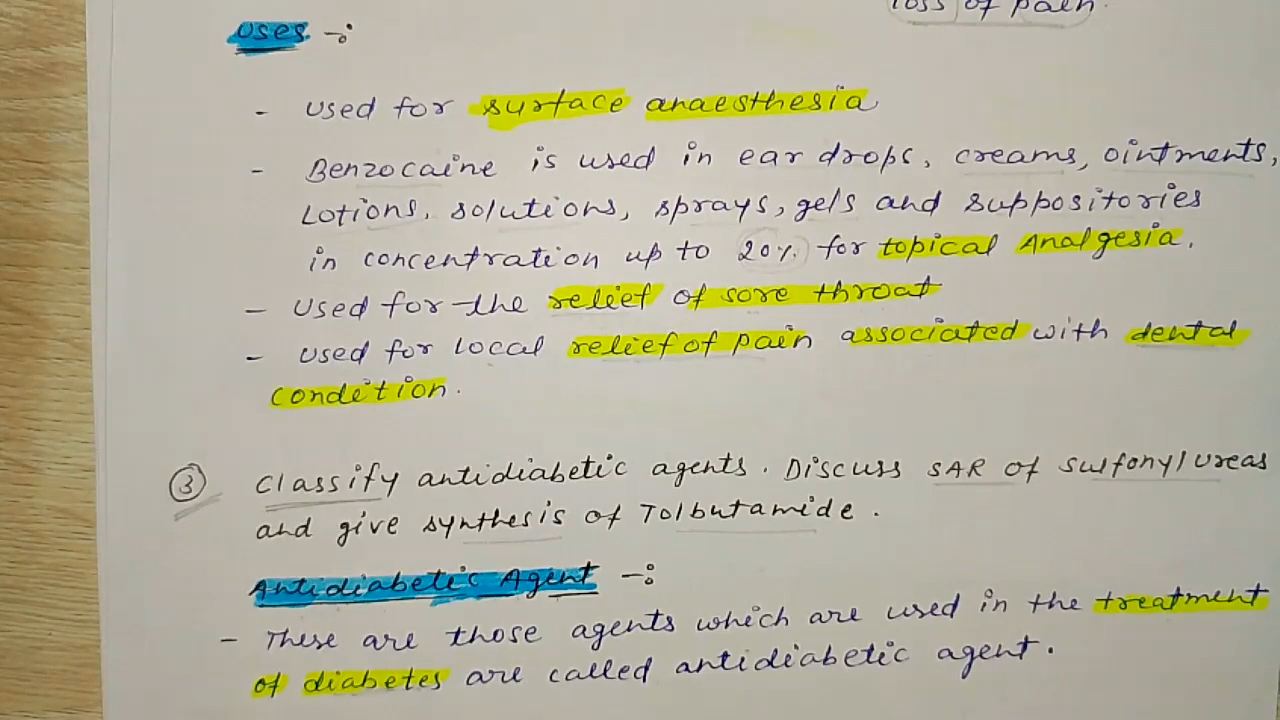 loss of pain.
Uses -:
- Used for surface anaesthesia
- Benzocaine is used in ear drops, creams, ointments,
Lotions, solutions, sprays, gels and suppositories
in concentration up to 20% for topical Analgesia.
- Used for the relief of sore throat
- Used for local relief of pain associated with dental
condition.
③ Classify antidiabetic agents. Discuss SAR of sulfonylureas
and give synthesis of Tolbutamide.
Antidiabetic Agent -:
- These are those agents which are used in the treatment
of diabetes are called antidiabetic agent.